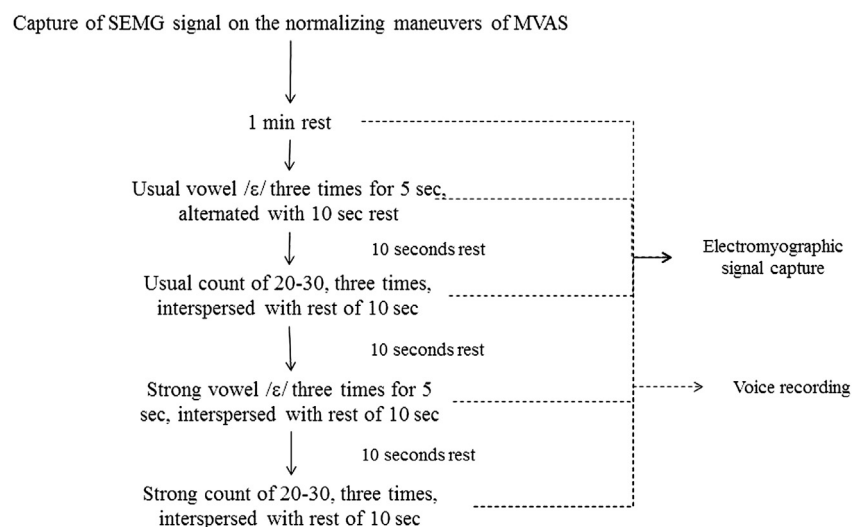 Capture of SEMG signal on the normalizing maneuvers of MVAS
1 min rest
Usual vowel /ε/ three times for 5 sec,
alternated with 10 sec rest
10 seconds rest
Usual count of 20-30, three times,
interspersed with rest of 10 sec
10 seconds rest
Strong vowel /ε/ three times for 5
sec, interspersed with rest of 10 sec
10 seconds rest
Strong count of 20-30, three times,
interspersed with rest of 10 sec
Electromyographic
signal capture
Voice recording